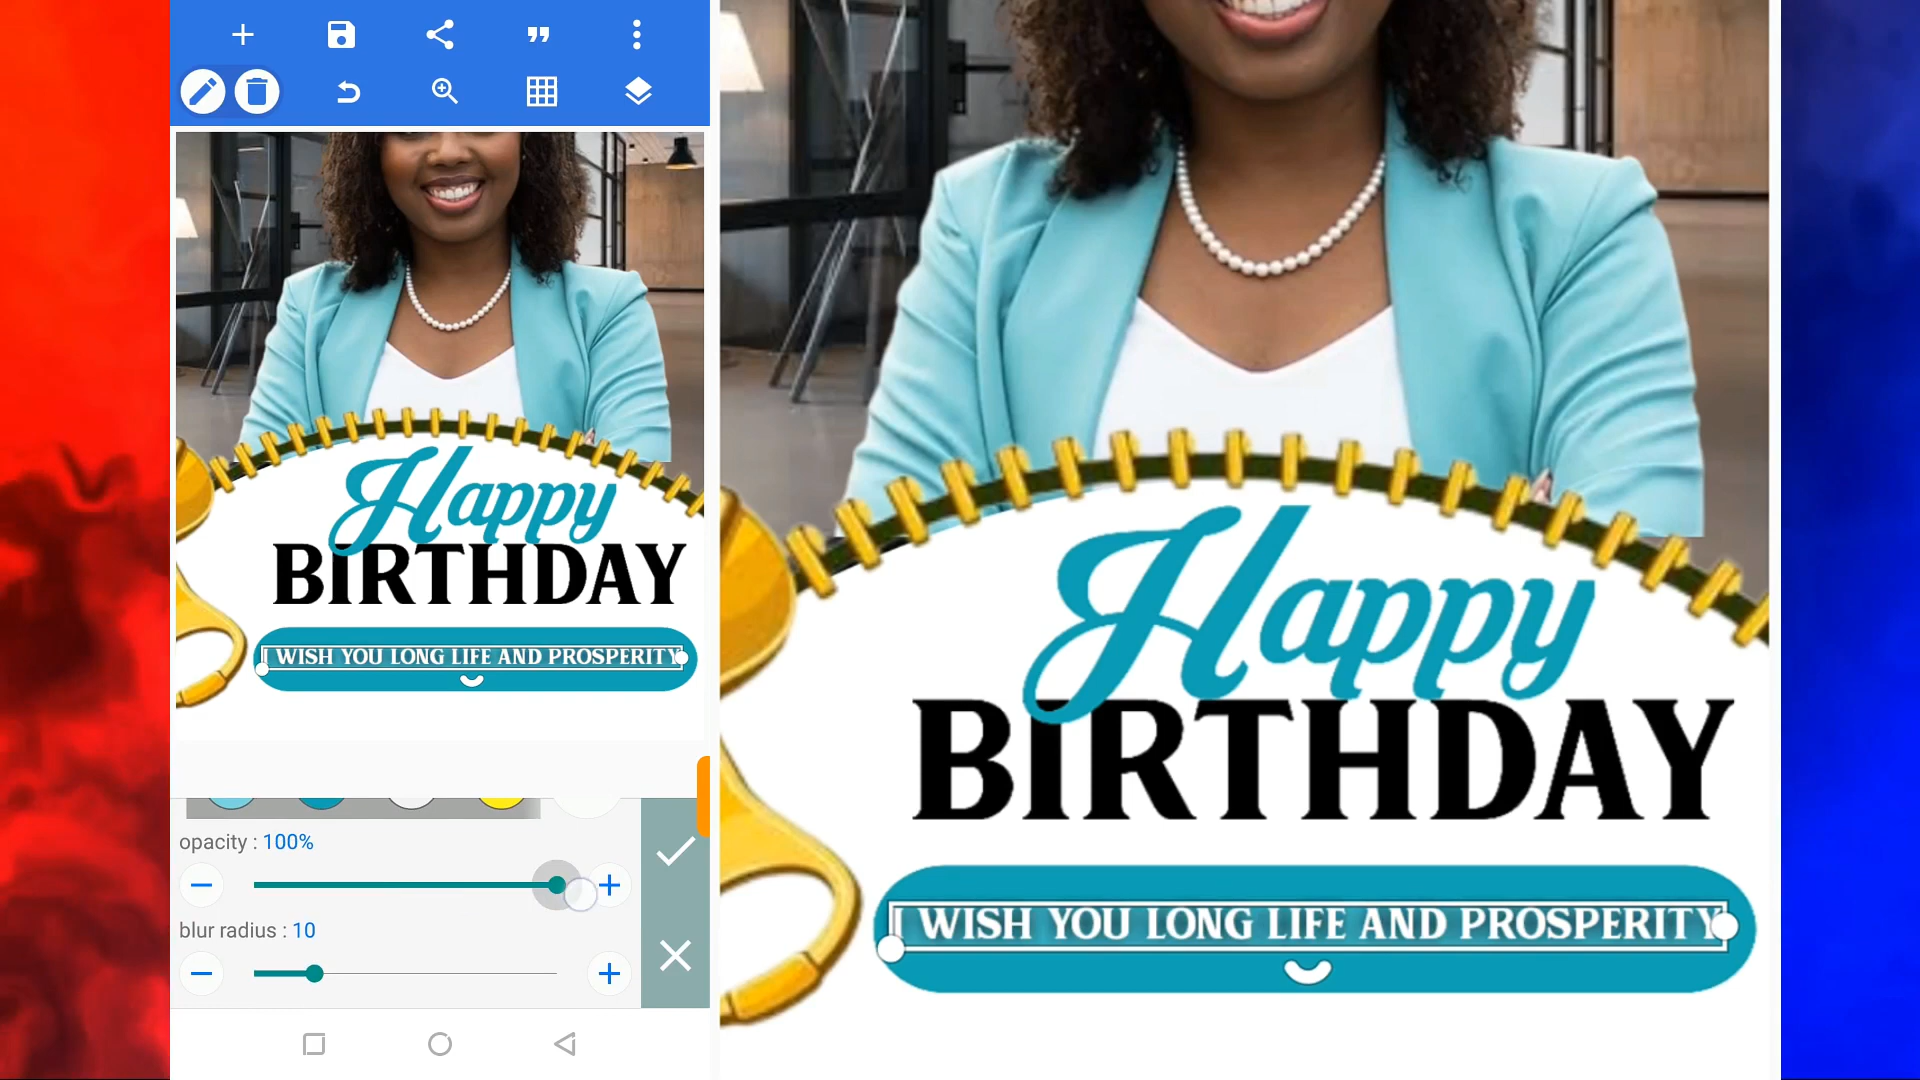 Happy
BIRTHDAY
I WISH YOU LONG LIFE AND PROSPERITY
opacity : 100%
blur radius : 10
Happy
BIRTHDAY
I WISH YOU LONG LIFE AND PROSPERITY